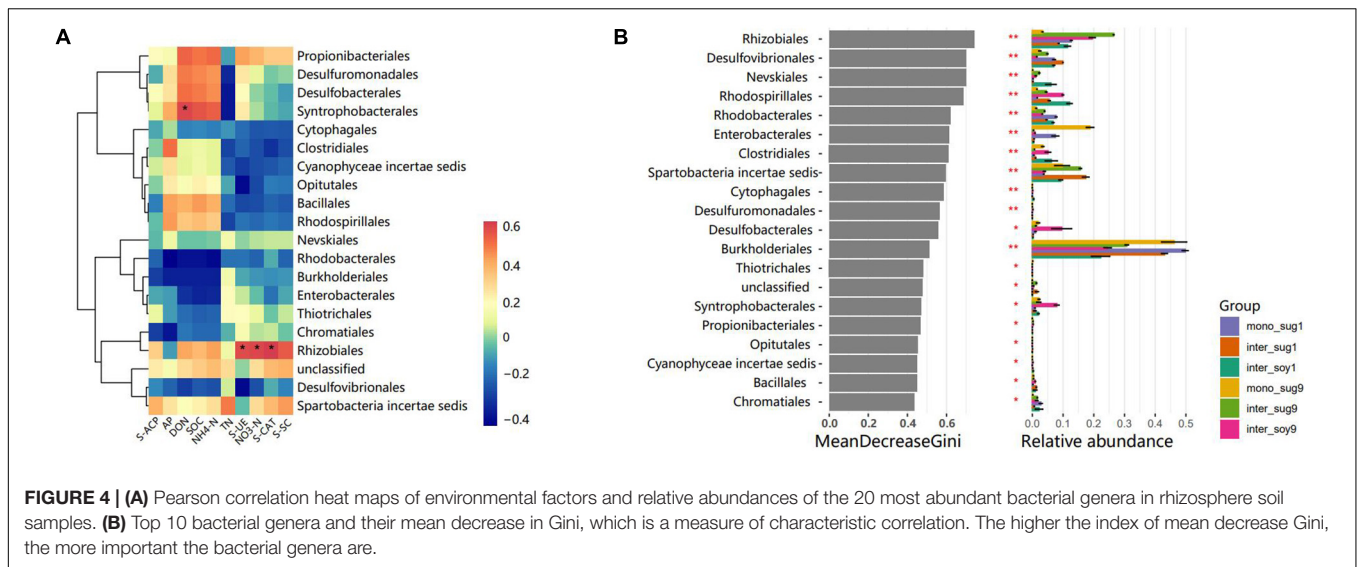 A
Propionibacteriales
Desulfuromonadales
Desulfobacterales
Syntrophobacterales
*
Cytophagales
Clostridiales
Cyanophyceae incertae sedis
Opitutales
Bacillales
Rhodospirillales
Nevskiales
Rhodobacterales
Burkholderiales
Enterobacterales
Thiotrichales
Chromatiales
Rhizobiales
* * *
unclassified
Desulfovibrionales
Spartobacteria incertae sedis
S-ACP
AP
DON
SOC
NH4-N
TN
S-UE
NO3-N
S-CAT
S-SC
0.6
0.4
0.2
0
−0.2
−0.4
B
Rhizobiales -
**
Desulfovibrionales -
**
Nevskiales -
**
Rhodospirillales -
**
Rhodobacterales -
**
Enterobacterales -
**
Clostridiales -
**
Spartobacteria incertae sedis-
**
Cytophagales -
**
Desulfuromonadales -
**
Desulfobacterales -
*
Burkholderiales -
**
Thiotrichales -
*
unclassified -
*
Syntrophobacterales -
*
Propionibacteriales -
*
Opitutales -
*
Cyanophyceae incertae sedis -
*
Bacillales -
*
Chromatiales -
*
0.0 0.2 0.4 0.6
MeanDecreaseGini
0.0 0.1 0.2 0.3 0.4 0.5
Relative abundance
Group
mono_sug1
inter_sug1
inter_soy1
mono_sug9
inter_sug9
inter_soy9
FIGURE 4 | (A) Pearson correlation heat maps of environmental factors and relative abundances of the 20 most abundant bacterial genera in rhizosphere soil
samples. (B) Top 10 bacterial genera and their mean decrease in Gini, which is a measure of characteristic correlation. The higher the index of mean decrease Gini,
the more important the bacterial genera are.